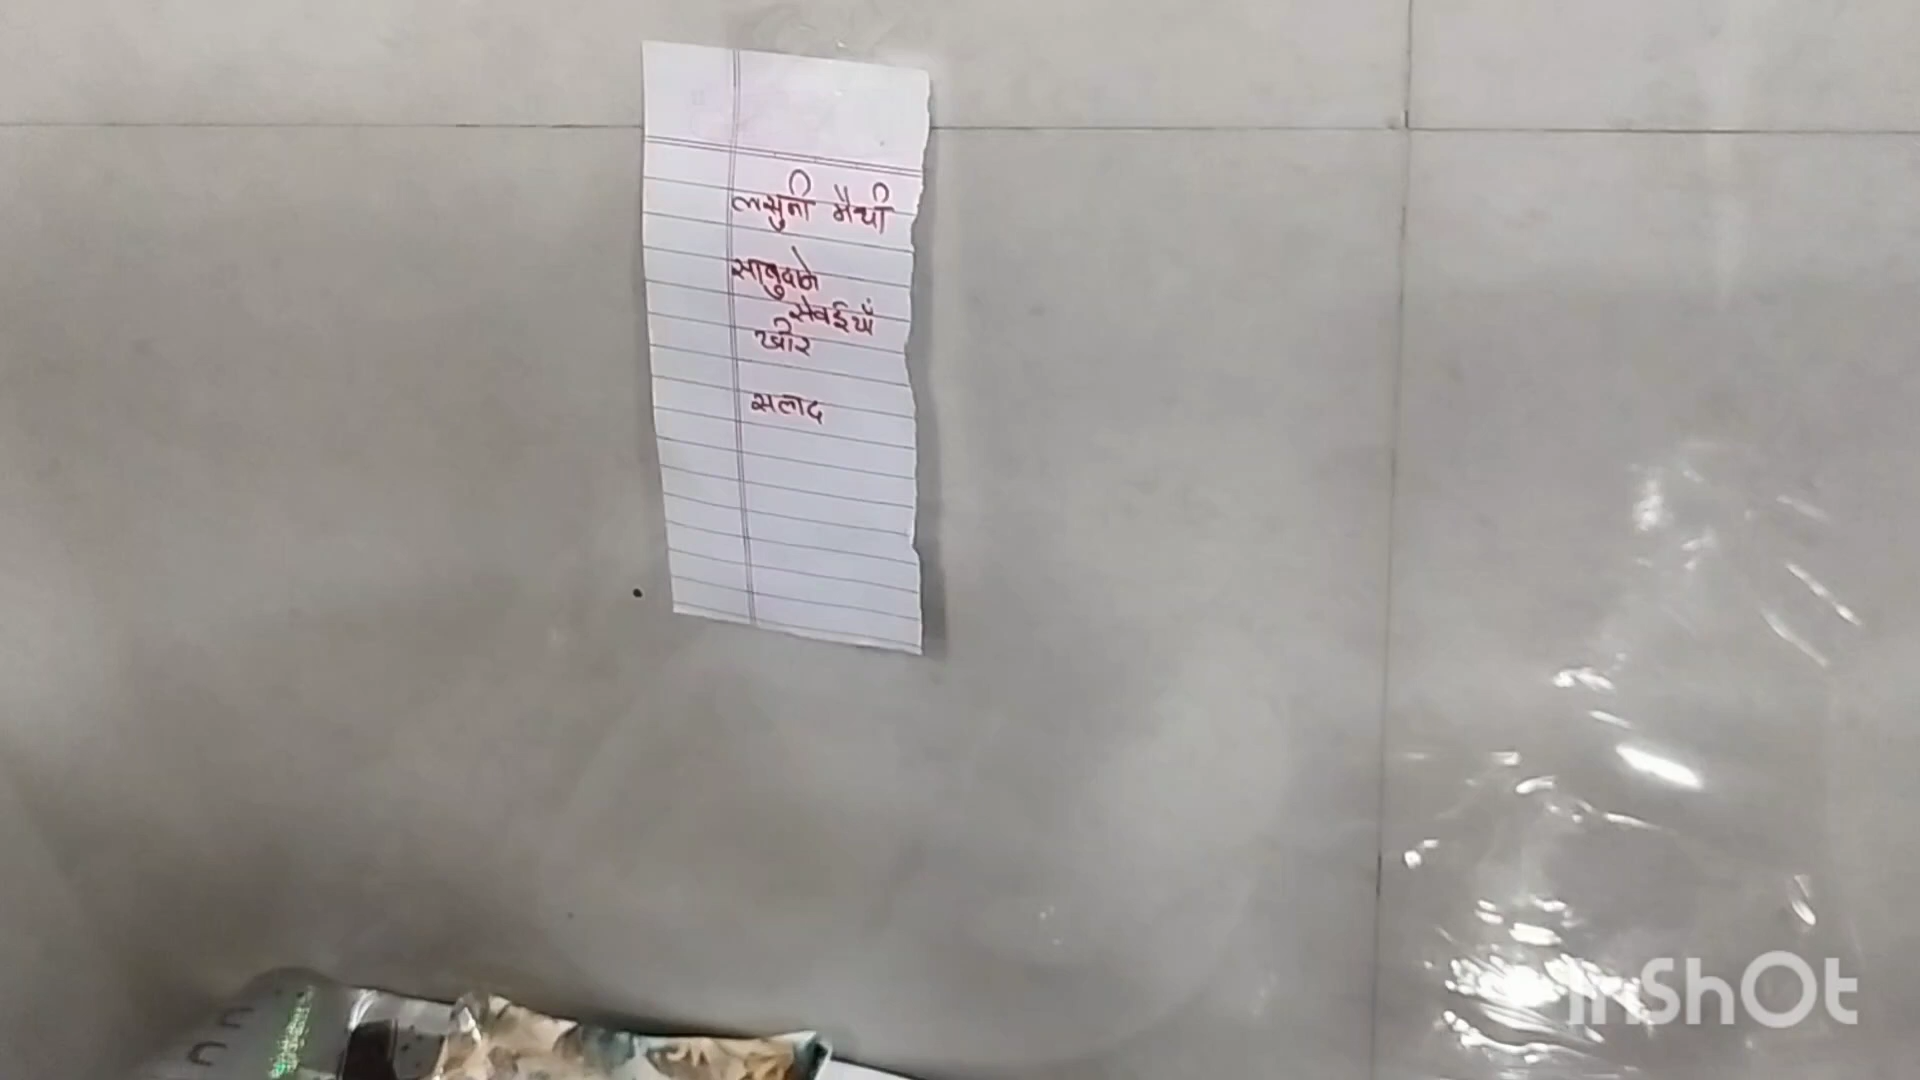 लसुनी मैथी
साबुदाने
सेवईयाँ
खीर
सलाद
InShOt